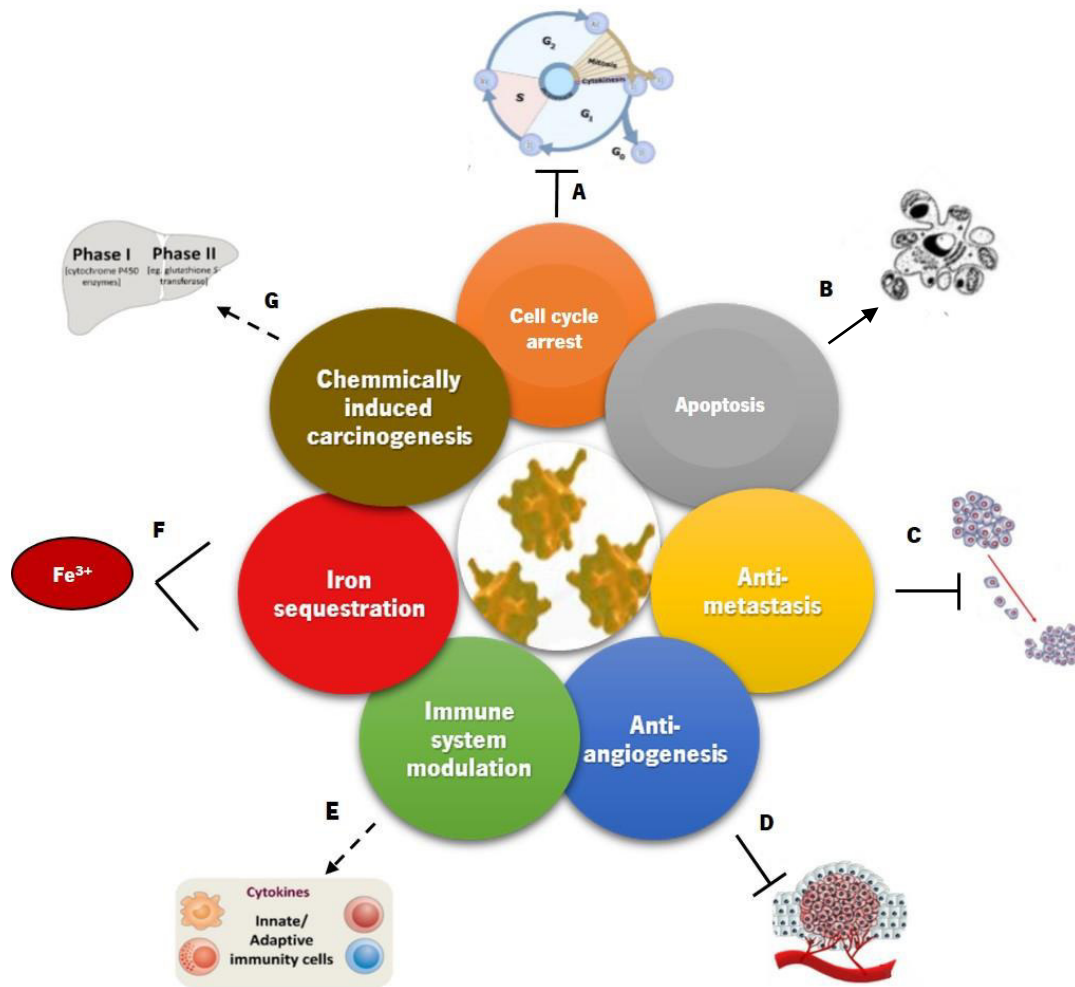 G₂
Mitosis
Cytokinesis
S
G₁
G₀
A
Phase I
[cytochrome P450
enzymes]
Phase II
[eg. glutathione S-
transferase]
G
B
Cell cycle
arrest
Chemmically
induced
carcinogenesis
Apoptosis
F
Fe³⁺
Iron
sequestration
C
Anti-
metastasis
Immune
system
modulation
Anti-
angiogenesis
E
D
Cytokines
Innate/
Adaptive
immunity cells